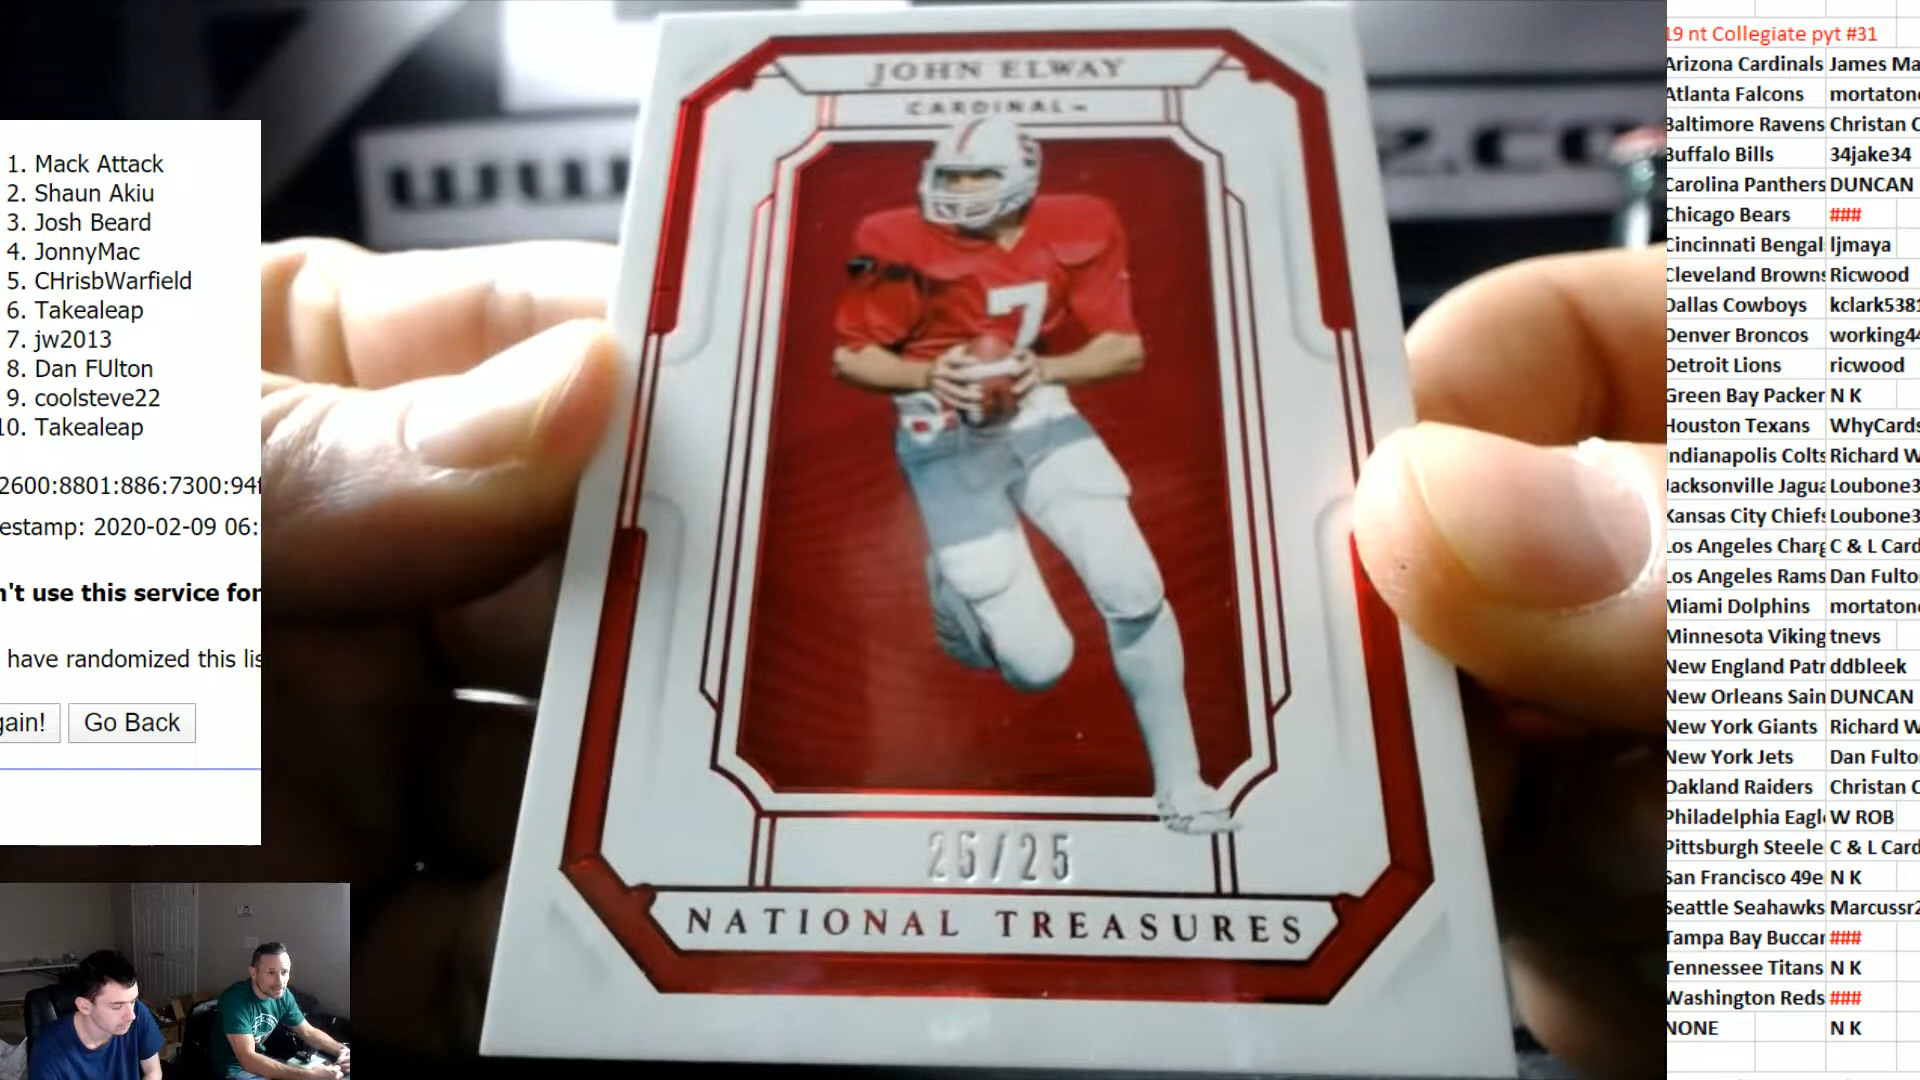 1. Mack Attack
2. Shaun Akiu
3. Josh Beard
4. JonnyMac
5. CHrisbWarfield
6. Takealeap
7. jw2013
8. Dan FUlton
9. coolsteve22
10. Takealeap
2600:8801:886:7300:94f
estamp: 2020-02-09 06:
n't use this service for
have randomized this lis
gain! Go Back
JOHN ELWAY
CARDINAL™
7
25/25
NATIONAL TREASURES
19 nt Collegiate pyt #31
Arizona Cardinals James Ma
Atlanta Falcons mortaton
Baltimore Ravens Christan C
Buffalo Bills 34jake34
Carolina Panthers DUNCAN
Chicago Bears ###
Cincinnati Bengal ljmaya
Cleveland Browns Ricwood
Dallas Cowboys kclark5381
Denver Broncos working44
Detroit Lions ricwood
Green Bay Packer N K
Houston Texans WhyCards
Indianapolis Colts Richard W
Jacksonville Jagua Loubone3
Kansas City Chiefs Loubone3
Los Angeles Charg C & L Card
Los Angeles Rams Dan Fulto
Miami Dolphins mortaton
Minnesota Viking tnevs
New England Patr ddbleek
New Orleans Sain DUNCAN
New York Giants Richard W
New York Jets Dan Fulto
Oakland Raiders Christan C
Philadelphia Eagl W ROB
Pittsburgh Steele C & L Card
San Francisco 49e N K
Seattle Seahawks Marcussr2
Tampa Bay Buccan ###
Tennessee Titans N K
Washington Reds ###
NONE N K